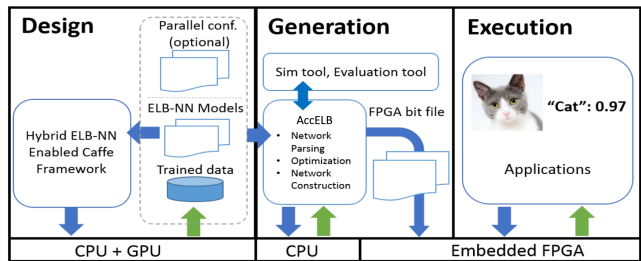 Design
Parallel conf.
(optional)
ELB-NN Models
Hybrid ELB-NN
Enabled Caffe
Framework
Trained data
CPU + GPU
Generation
Sim tool, Evaluation tool
AccELB
• Network
Parsing
• Optimization
• Network
Construction
FPGA bit file
CPU
Execution
“Cat”: 0.97
Applications
Embedded FPGA